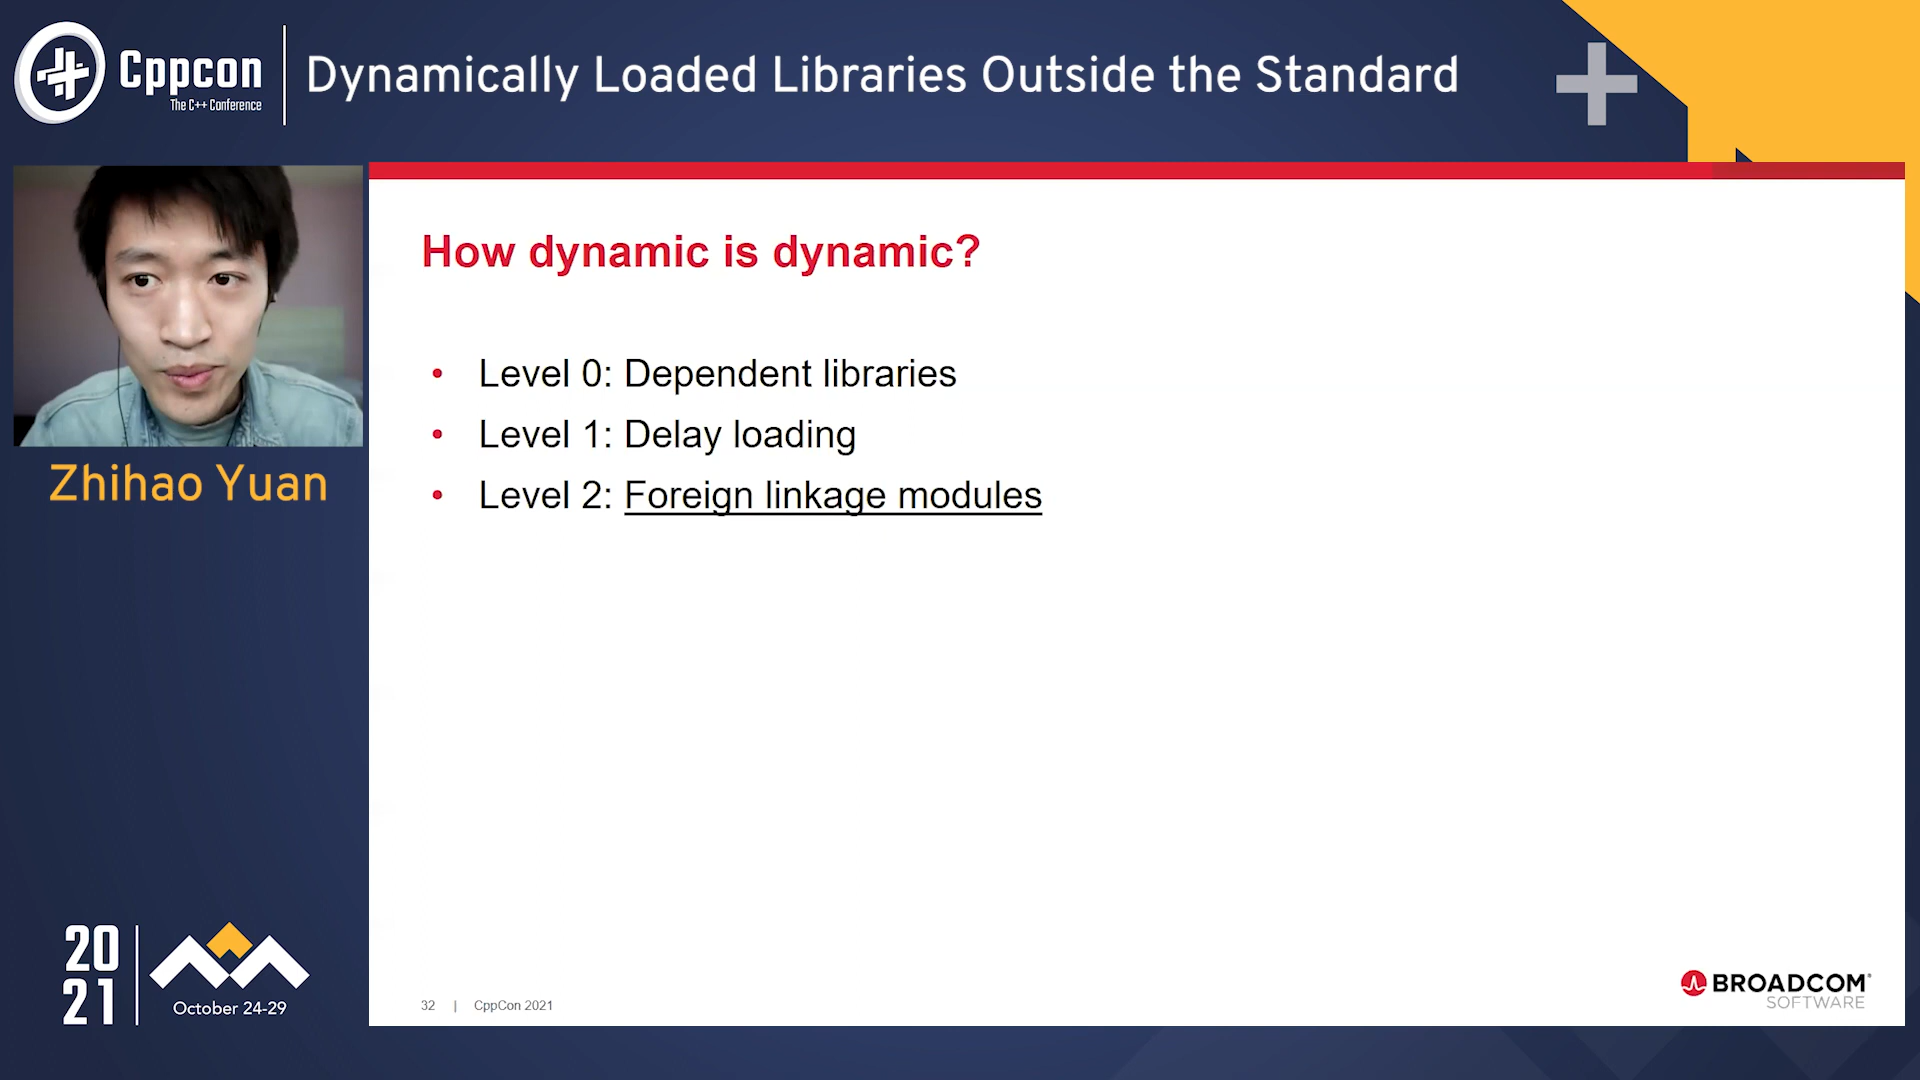 Cppcon
The C++ Conference
Dynamically Loaded Libraries Outside the Standard
Zhihao Yuan
How dynamic is dynamic?
• Level 0: Dependent libraries
• Level 1: Delay loading
• Level 2: Foreign linkage modules
20
21
October 24-29
32 | CppCon 2021
BROADCOM®
SOFTWARE